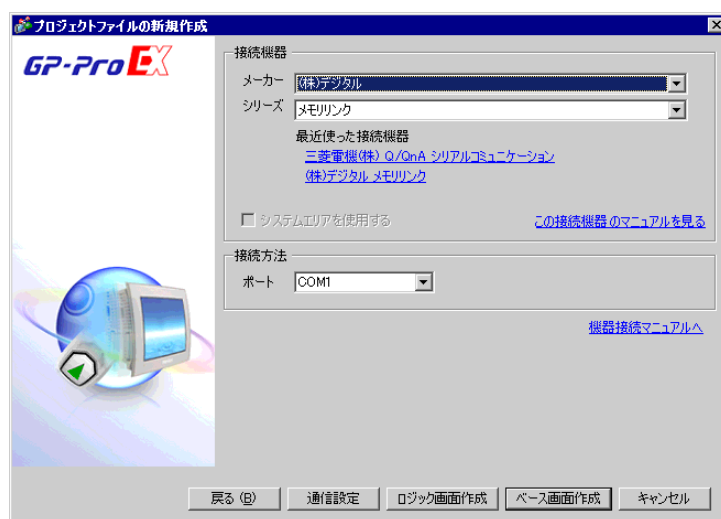 プロジェクトファイルの新規作成
GP-Pro EX
接続機器
メーカー (株)デジタル
シリーズ メモリリンク
最近使った接続機器
三菱電機(株) Q/QnA シリアルコミュニケーション
(株)デジタル メモリリンク
システムエリアを使用する この接続機器のマニュアルを見る
接続方法
ポート COM1
機器接続マニュアルへ
戻る (B) 通信設定 ロジック画面作成 ベース画面作成 キャンセル